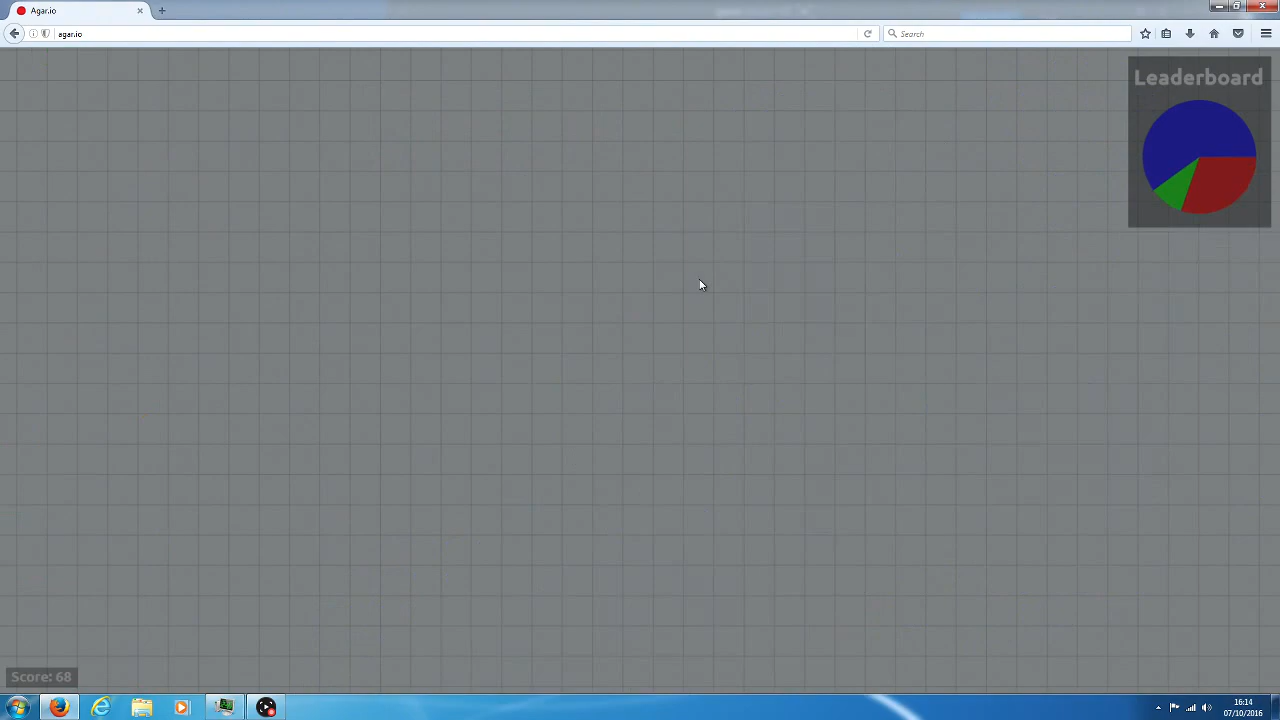 Agar.io
agar.io
Search
Leaderboard
Score: 68
16:14
07/10/2016